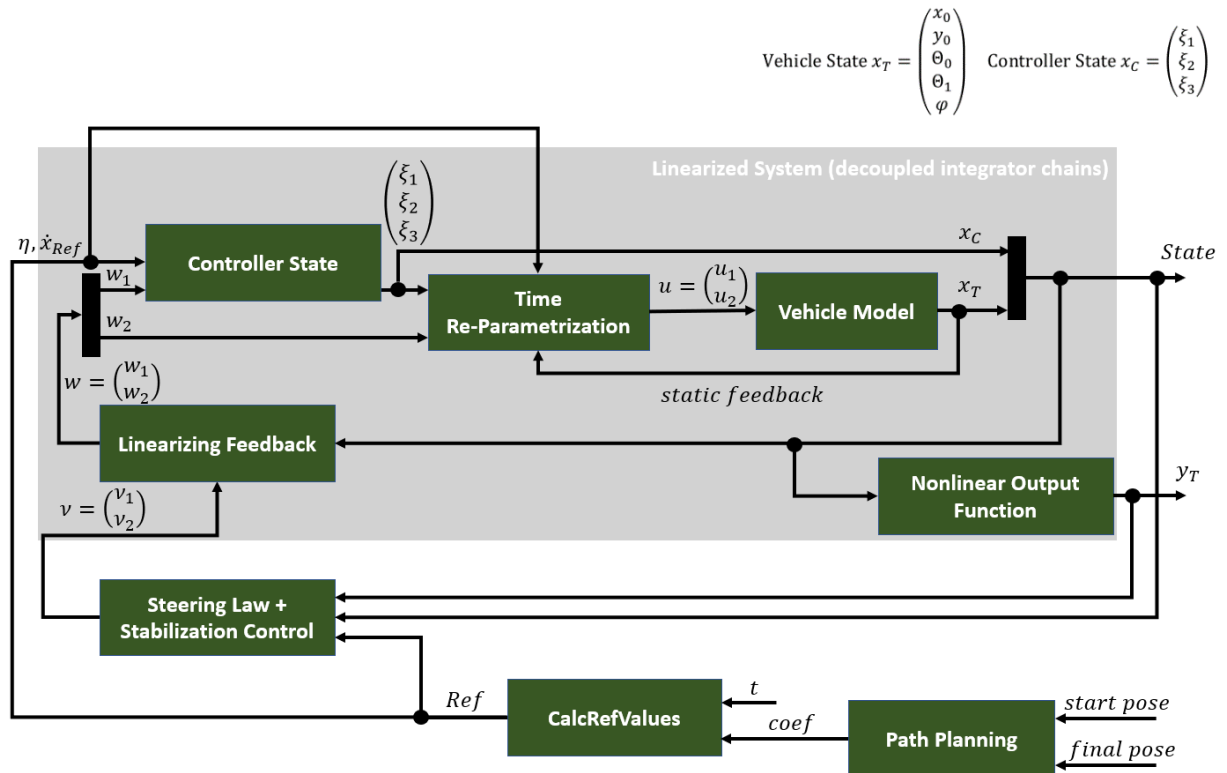 Vehicle State x_T = (x_0 y_0 Θ_0 Θ_1 φ) Controller State x_C = (ξ_1 ξ_2 ξ_3)
Linearized System (decoupled integrator chains)
(ξ_1 ξ_2 ξ_3)
η, ẋ_Ref
Controller State
x_C
State
w_1
Time
Re-Parametrization
u = (u_1 u_2)
Vehicle Model
x_T
w_2
w = (w_1 w_2)
static feedback
Linearizing Feedback
Nonlinear Output
Function
y_T
ν = (ν_1 ν_2)
Steering Law +
Stabilization Control
Ref
CalcRefValues
t
coef
Path Planning
start pose
final pose